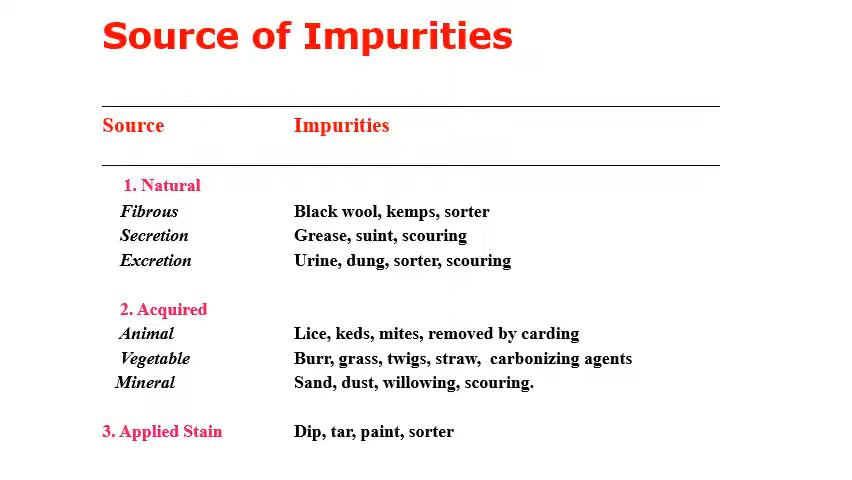 Source of Impurities
Source Impurities
1. Natural
Fibrous Black wool, kemps, sorter
Secretion Grease, suint, scouring
Excretion Urine, dung, sorter, scouring
2. Acquired
Animal Lice, keds, mites, removed by carding
Vegetable Burr, grass, twigs, straw, carbonizing agents
Mineral Sand, dust, willowing, scouring.
3. Applied Stain Dip, tar, paint, sorter